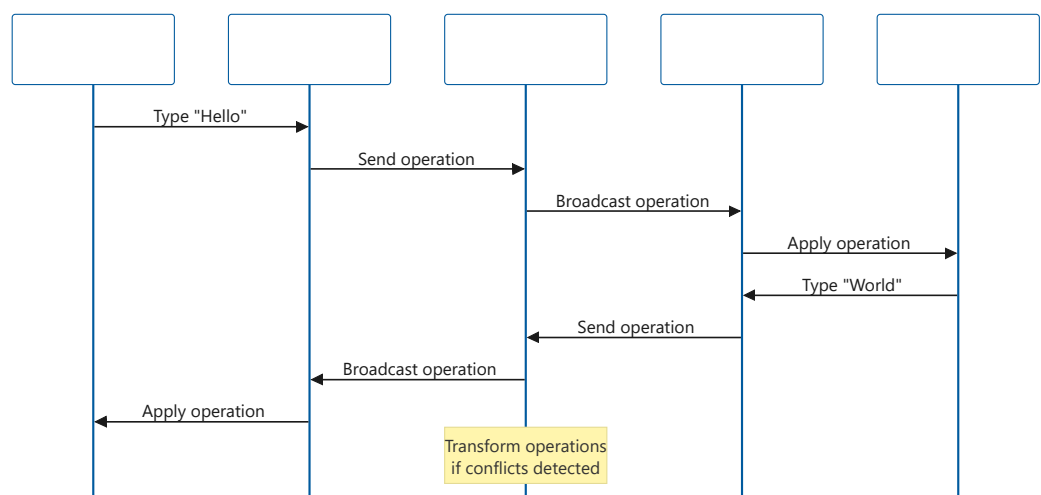 Type "Hello"
Send operation
Broadcast operation
Apply operation
Type "World"
Send operation
Broadcast operation
Apply operation
Transform operations
if conflicts detected